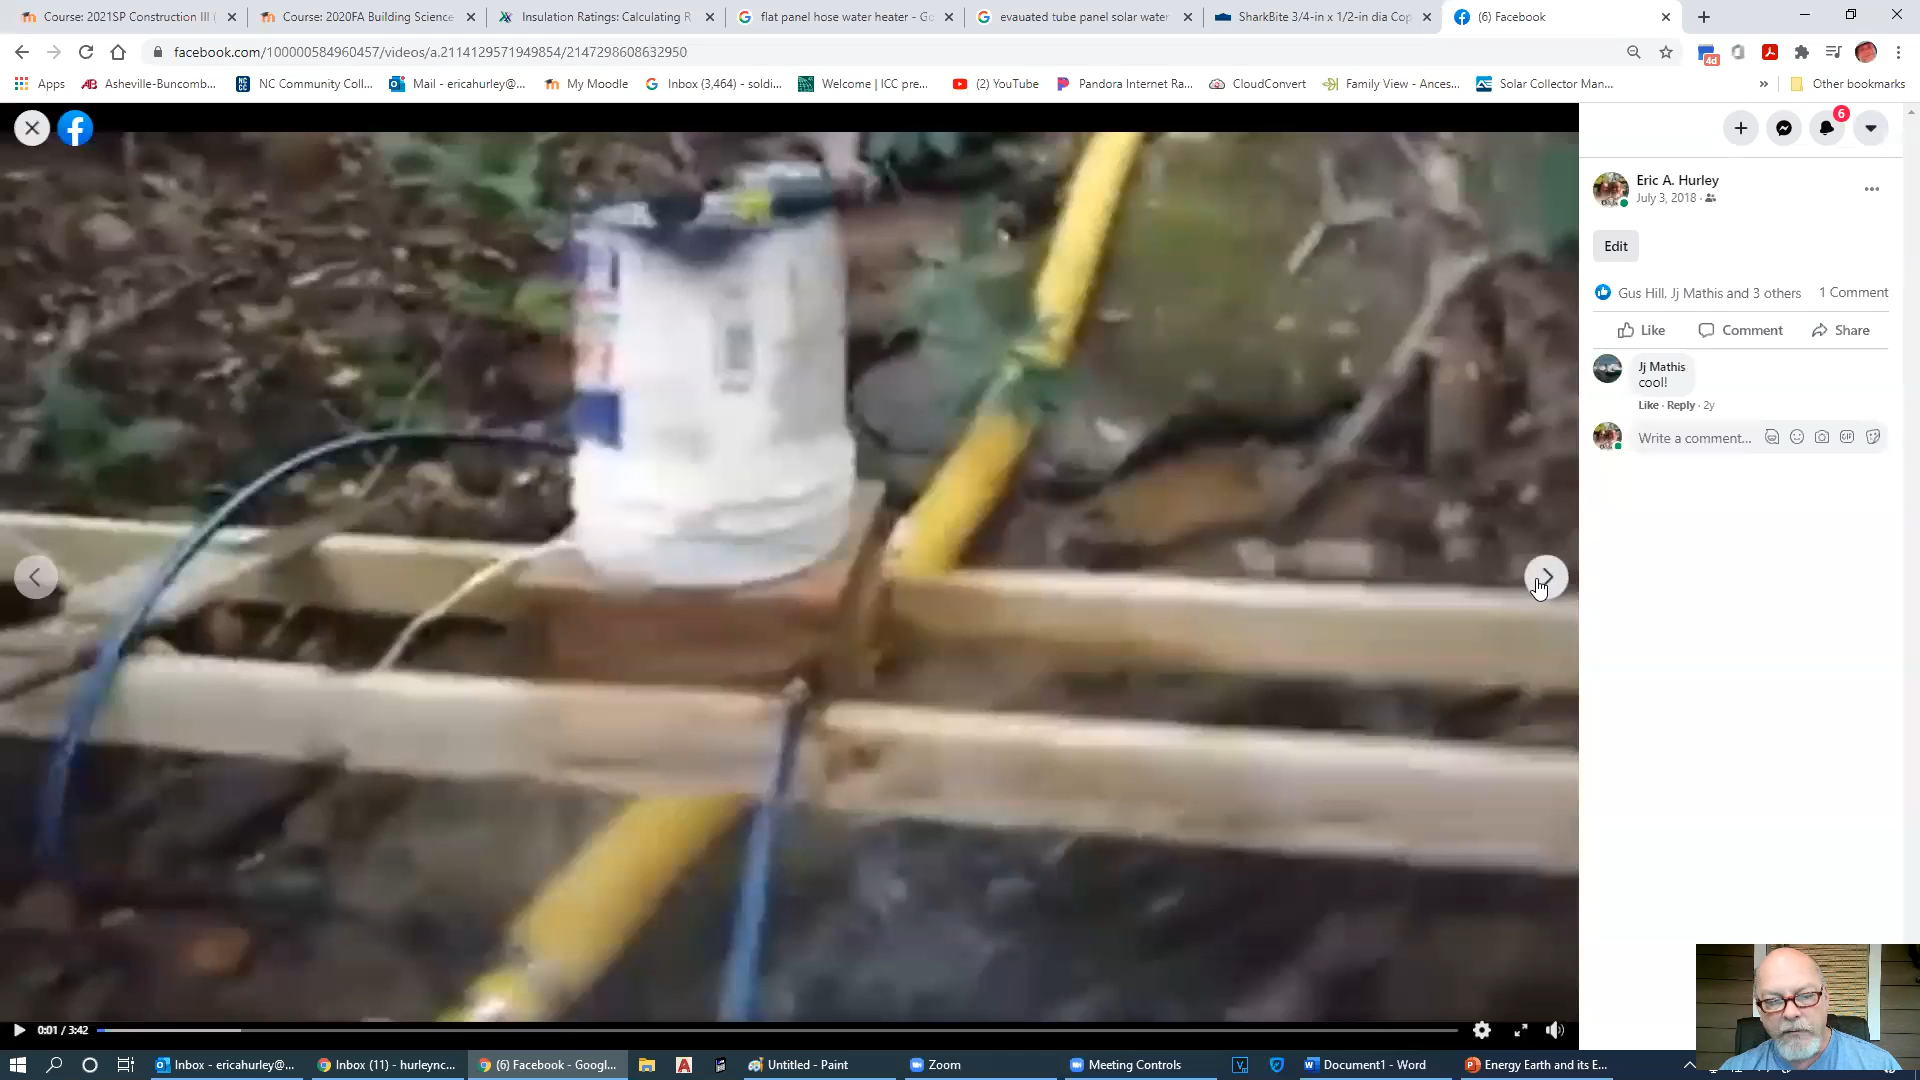 Course: 2021SP Construction III (
Course: 2020FA Building Science
Insulation Ratings: Calculating R
flat panel hose water heater - Go
evauated tube panel solar water
SharkBite 3/4-in x 1/2-in dia Cop
(6) Facebook
facebook.com/100000584960457/videos/a.2114129571949854/2147298608632950
4d
Apps
Asheville-Buncomb...
NC Community Coll...
Mail - ericahurley@...
My Moodle
Inbox (3,464) - soldi...
Welcome | ICC pre...
(2) YouTube
Pandora Internet Ra...
CloudConvert
Family View - Ances...
Solar Collector Man...
»
Other bookmarks
6
Eric A. Hurley
July 3, 2018 ·
Edit
Gus Hill, Jj Mathis and 3 others 1 Comment
Like Comment Share
Jj Mathis
cool!
Like · Reply · 2y
Write a comment...
GIF
0:01 / 3:42
Inbox - ericahurley@...
Inbox (11) - hurleync...
(6) Facebook - Googl...
Untitled - Paint
Zoom
Meeting Controls
Document1 - Word
Energy Earth and its E...